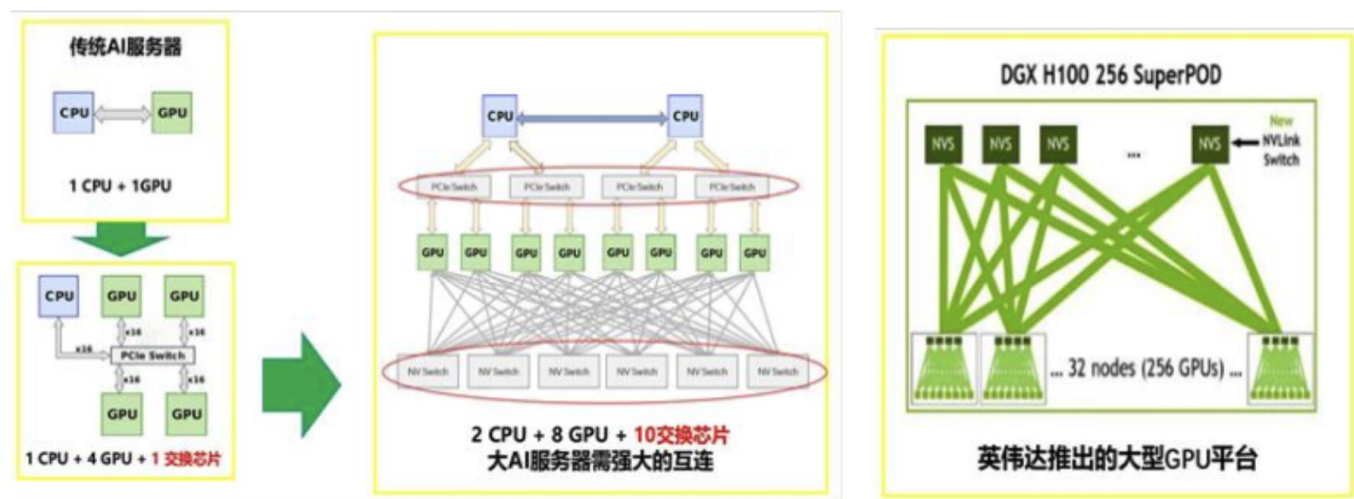 传统AI服务器
CPU
GPU
1 CPU + 1GPU
CPU
GPU
GPU
x16
x16
x16
PCIe Switch
x16
x16
GPU
GPU
1 CPU + 4 GPU + 1 交换芯片
CPU
CPU
PCIe Switch
PCIe Switch
PCIe Switch
PCIe Switch
GPU
GPU
GPU
GPU
GPU
GPU
GPU
GPU
NV Switch
NV Switch
NV Switch
NV Switch
NV Switch
NV Switch
2 CPU + 8 GPU + 10交换芯片
大AI服务器需强大的互连
DGX H100 256 SuperPOD
NVS
NVS
NVS
...
NVS
New
NVLink
Switch
... 32 nodes (256 GPUs) ...
英伟达推出的大型GPU平台